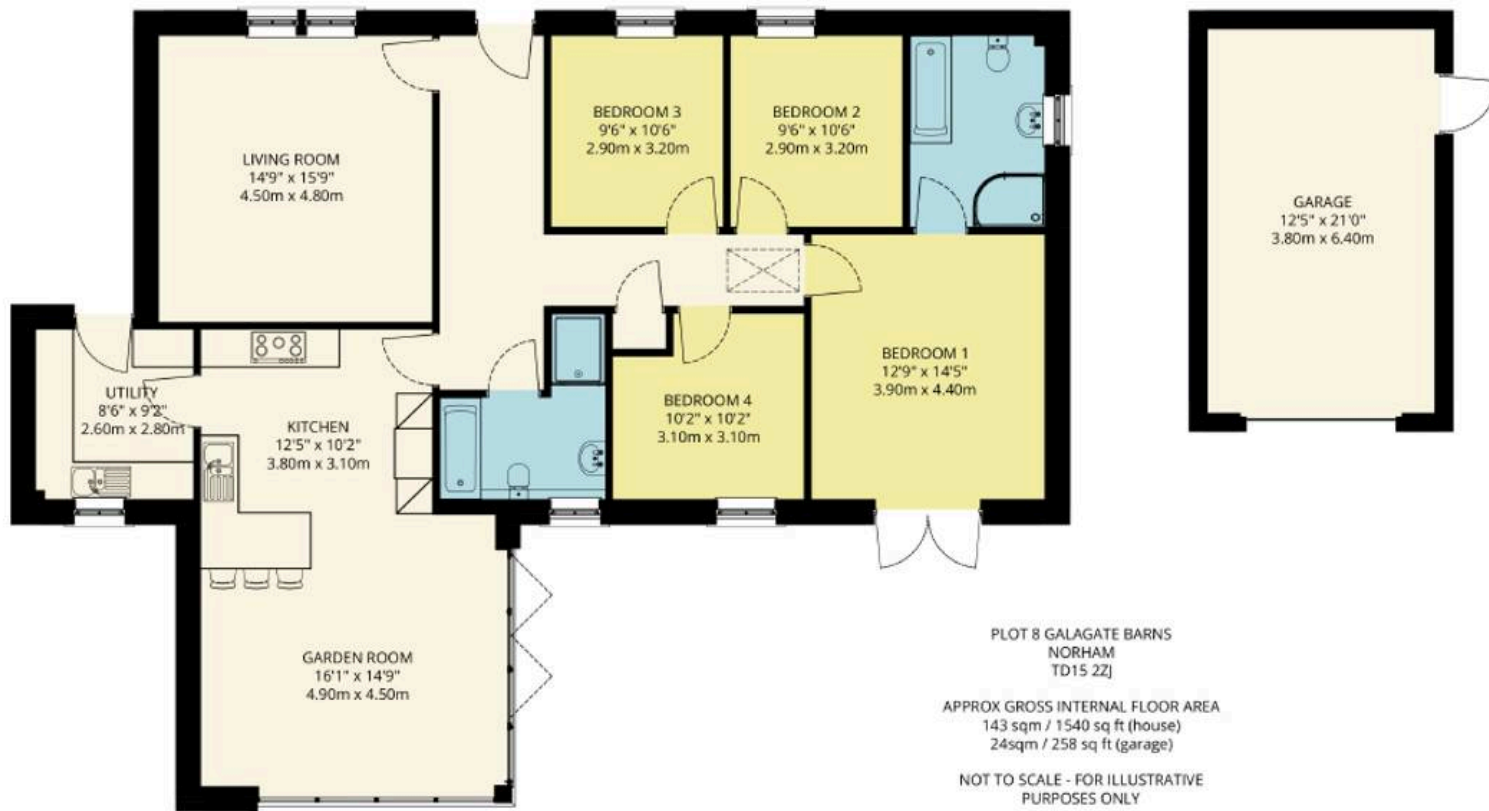 LIVING ROOM
14'9" x 15'9"
4.50m x 4.80m
BEDROOM 3
9'6" x 10'6"
2.90m x 3.20m
BEDROOM 2
9'6" x 10'6"
2.90m x 3.20m
GARAGE
12'5" x 21'0"
3.80m x 6.40m
UTILITY
8'6" x 9'2"
2.60m x 2.80m
KITCHEN
12'5" x 10'2"
3.80m x 3.10m
BEDROOM 4
10'2" x 10'2"
3.10m x 3.10m
BEDROOM 1
12'9" x 14'5"
3.90m x 4.40m
GARDEN ROOM
16'1" x 14'9"
4.90m x 4.50m
PLOT 8 GALAGATE BARNS
NORHAM
TD15 2ZJ
APPROX GROSS INTERNAL FLOOR AREA
143 sqm / 1540 sq ft (house)
24sqm / 258 sq ft (garage)
NOT TO SCALE - FOR ILLUSTRATIVE
PURPOSES ONLY